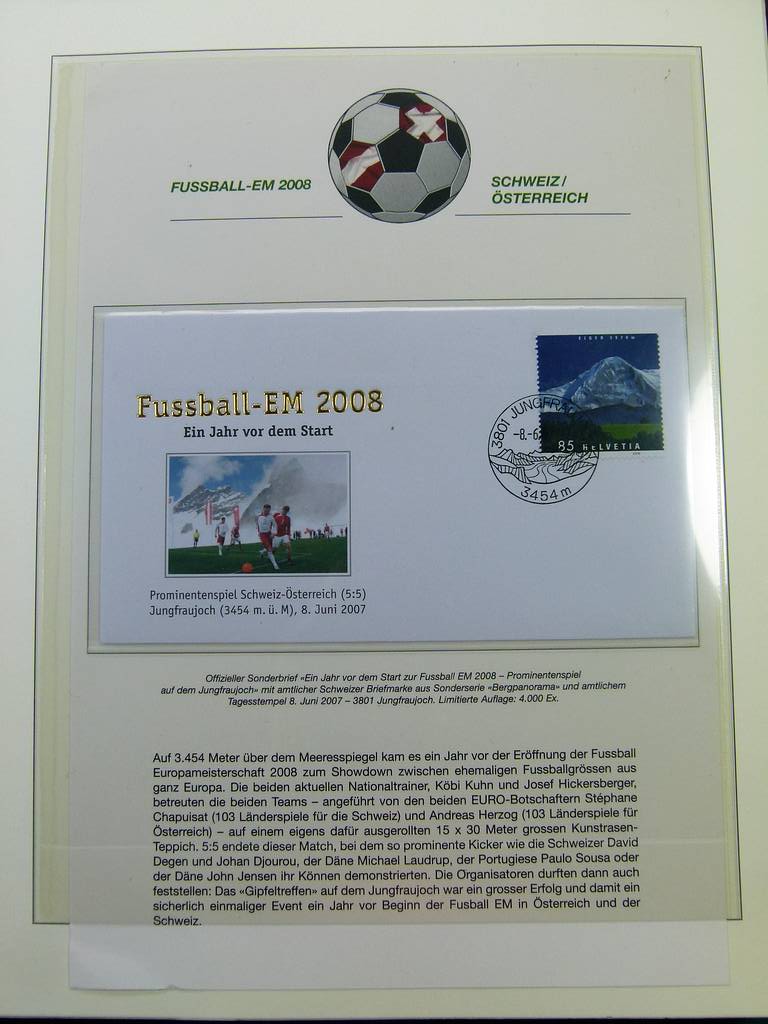 FUSSBALL-EM 2008
SCHWEIZ/
ÖSTERREICH
EIGER 3970m
85 HELVETIA
3801 JUNGFRAU
-8.-6
3454 m
Fussball-EM 2008
Ein Jahr vor dem Start
Prominentenspiel Schweiz-Österreich (5:5)
Jungfraujoch (3454 m. ü. M), 8. Juni 2007
Offizieller Sonderbrief «Ein Jahr vor dem Start zur Fussball EM 2008 – Prominentenspiel
auf dem Jungfraujoch» mit amtlicher Schweizer Briefmarke aus Sonderserie «Bergpanorama» und amtlichem
Tagesstempel 8. Juni 2007 – 3801 Jungfraujoch. Limitierte Auflage: 4.000 Ex.
Auf 3.454 Meter über dem Meeresspiegel kam es ein Jahr vor der Eröffnung der Fussball
Europameisterschaft 2008 zum Showdown zwischen ehemaligen Fussballgrössen aus
ganz Europa. Die beiden aktuellen Nationaltrainer, Köbi Kuhn und Josef Hickersberger,
betreuten die beiden Teams – angeführt von den beiden EURO-Botschaftern Stéphane
Chapuisat (103 Länderspiele für die Schweiz) und Andreas Herzog (103 Länderspiele für
Österreich) – auf einem eigens dafür ausgerollten 15 x 30 Meter grossen Kunstrasen-
Teppich. 5:5 endete dieser Match, bei dem so prominente Kicker wie die Schweizer David
Degen und Johan Djourou, der Däne Michael Laudrup, der Portugiese Paulo Sousa oder
der Däne John Jensen ihr Können demonstrierten. Die Organisatoren durften dann auch
feststellen: Das «Gipfeltreffen» auf dem Jungfraujoch war ein grosser Erfolg und damit ein
sicherlich einmaliger Event ein Jahr vor Beginn der Fusball EM in Österreich und der
Schweiz.